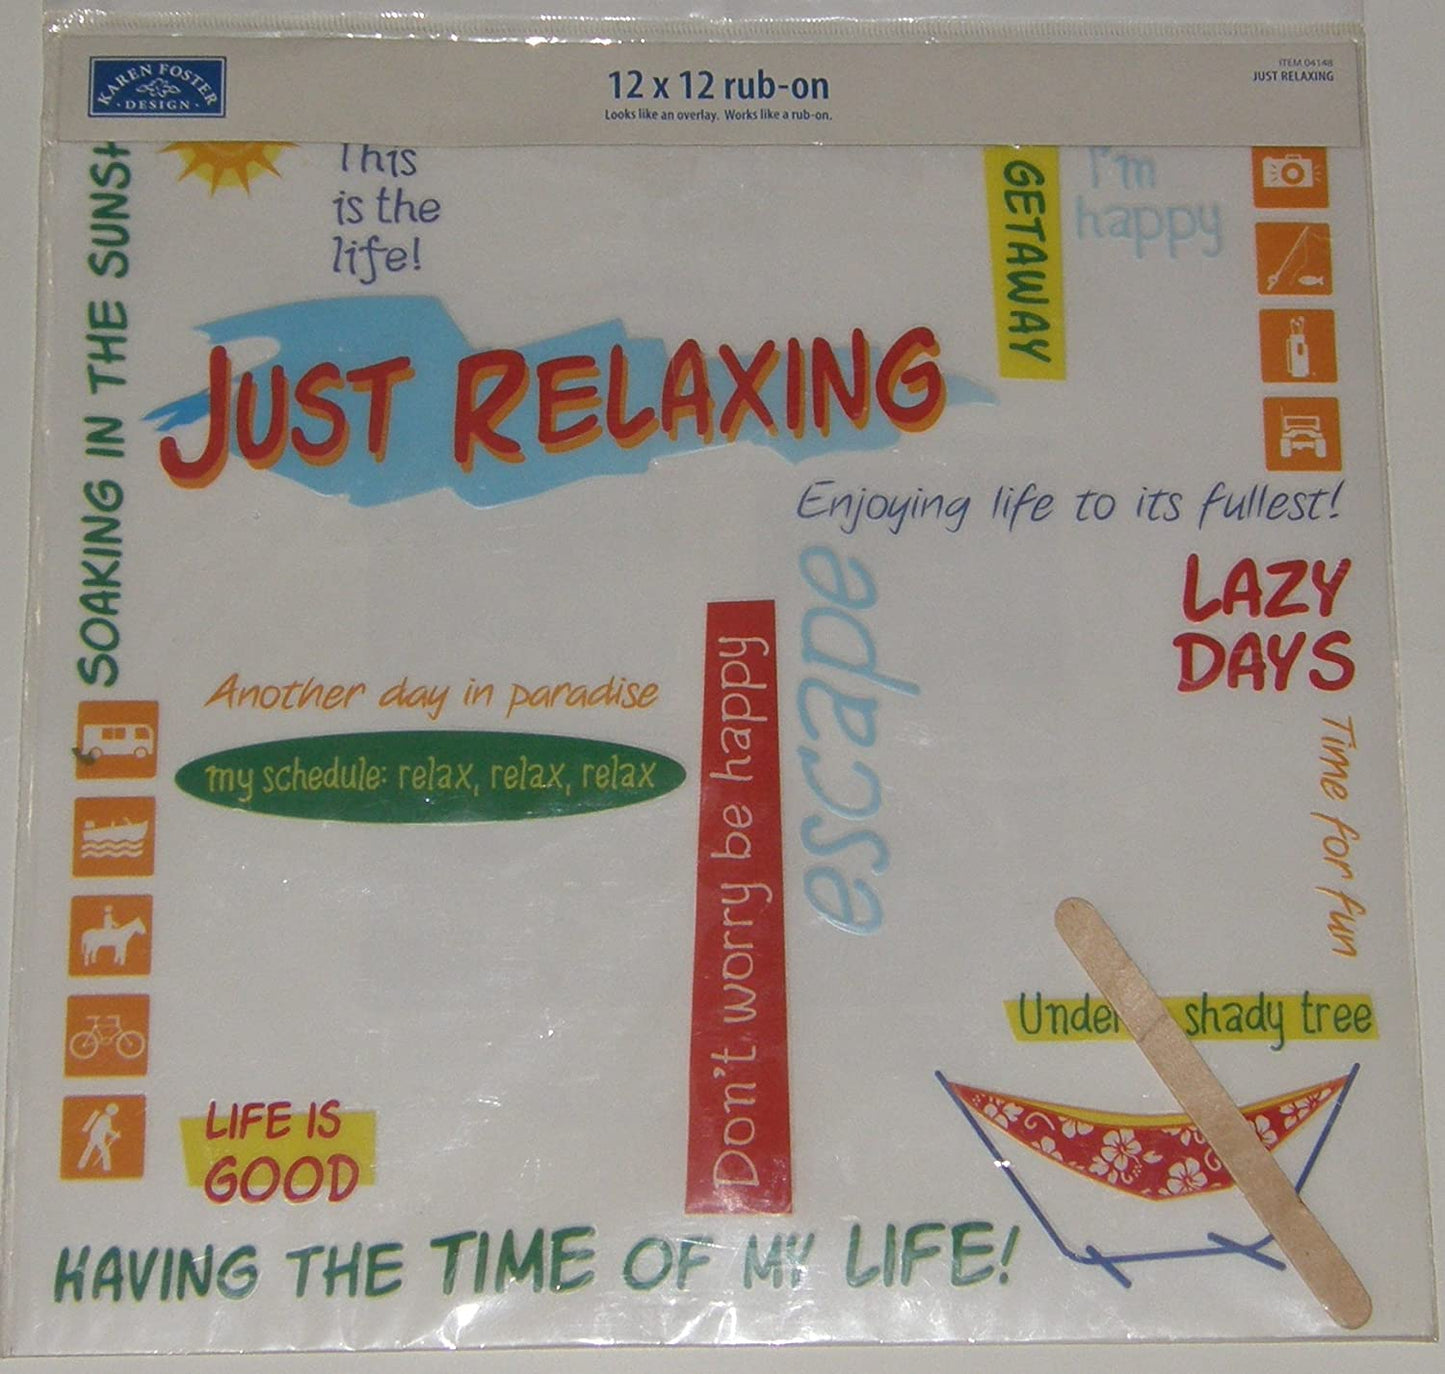 KAREN FOSTER
· DESIGN ·
12 x 12 rub-on
Looks like an overlay. Works like a rub-on.
ITEM 04148
JUST RELAXING
SOAKING IN THE
This
is the
life!
GETAWAY
I'm
happy
JUST RELAXING
Enjoying life to its fullest!
escape
LAZY
DAYS
Another day in paradise
my schedule: relax, relax, relax
Don't worry be happy
Time for fun
shady tree
LIFE IS
GOOD
HAVING THE TIME OF MY LIFE!